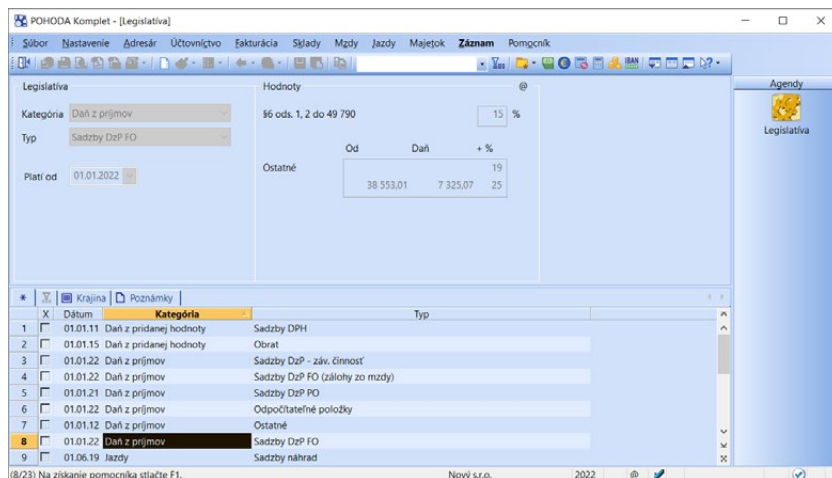 POHODA Komplet - [Legislatíva]
Súbor Nastavenie Adresár Účtovníctvo Fakturácia Sklady Mzdy Jazdy Majetok Záznam Pomocník
IBAN
Legislatíva
Kategória Daň z príjmov
Typ Sadzby DzP FO
Platí od 01.01.2022
Hodnoty @
§6 ods. 1, 2 do 49 790 15 %
Od Daň + %
Ostatné 19
38 553,01 7 325,07 25
Agendy
Legislatíva
* Krajina Poznámky
X Dátum Kategória Typ
1 01.01.11 Daň z pridanej hodnoty Sadzby DPH
2 01.01.15 Daň z pridanej hodnoty Obrat
3 01.01.22 Daň z príjmov Sadzby DzP - záv. činnosť
4 01.01.22 Daň z príjmov Sadzby DzP FO (zálohy zo mzdy)
5 01.01.21 Daň z príjmov Sadzby DzP PO
6 01.01.22 Daň z príjmov Odpočítateľné položky
7 01.01.12 Daň z príjmov Ostatné
8 01.01.22 Daň z príjmov Sadzby DzP FO
9 01.06.19 Jazdy Sadzby náhrad
(8/23) Na získanie pomocníka stlačte F1. Nový s.r.o. 2022 @